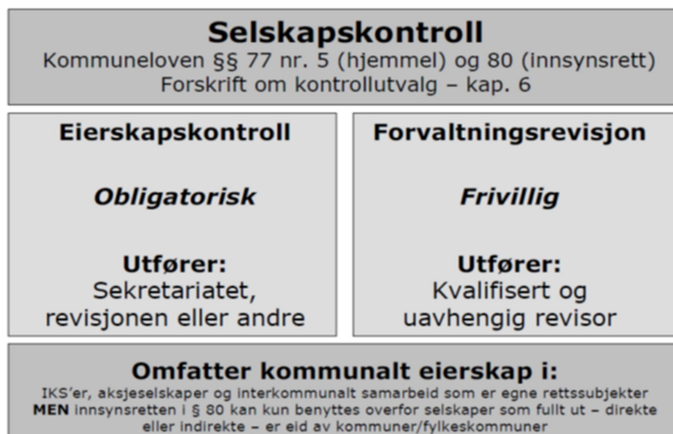 Selskapskontroll
Kommuneloven §§ 77 nr. 5 (hjemmel) og 80 (innsynsrett)
Forskrift om kontrollutvalg – kap. 6
Eierskapskontroll
Obligatorisk
Utfører:
Sekretariatet,
revisjonen eller andre
Forvaltningsrevisjon
Frivillig
Utfører:
Kvalifisert og
uavhengig revisor
Omfatter kommunalt eierskap i:
IKS'er, aksjeselskaper og interkommunalt samarbeid som er egne rettssubjekter
MEN innsynsretten i § 80 kan kun benyttes overfor selskaper som fullt ut – direkte
eller indirekte – er eid av kommuner/fylkeskommuner